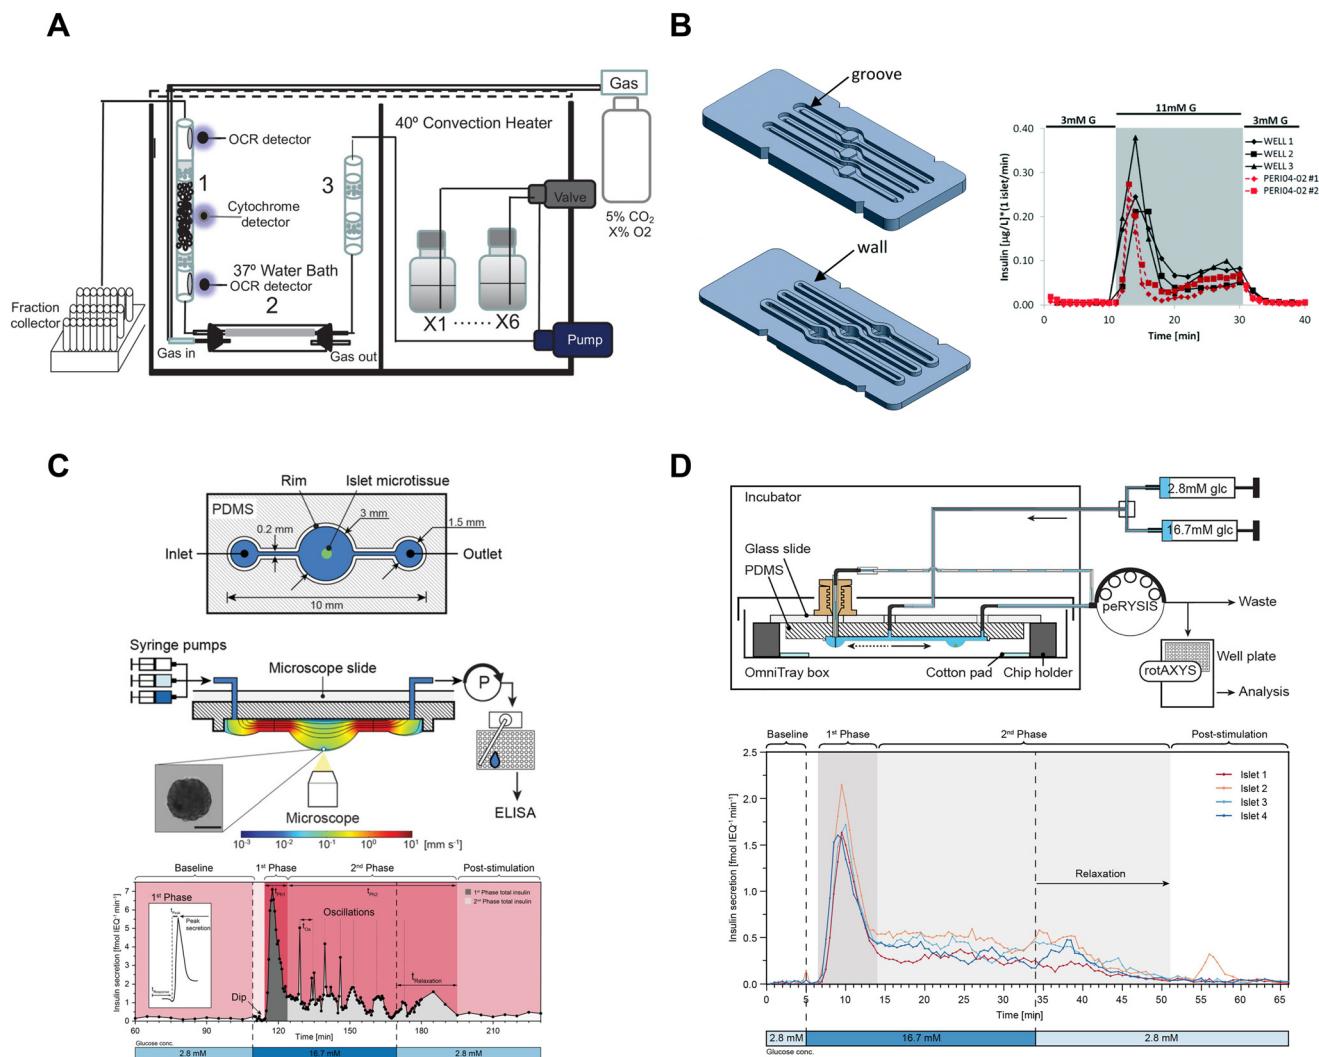 A
Gas
40º Convection Heater
OCR detector
1
3
Cytochrome
detector
Valve
5% CO2
X% O2
37º Water Bath
OCR detector
2
Fraction
collector
X1 ...... X6
Gas in
Gas out
Pump
B
groove
wall
11mM G
3mM G
3mM G
WELL 1
WELL 2
WELL 3
PERI04-02 #1
PERI04-02 #2
Insulin [µg/L]*(1 islet/min)
0.40
0.30
0.20
0.10
0.00
0 10 20 30 40
Time [min]
C
Rim
Islet microtissue
PDMS
3 mm
0.2 mm
1.5 mm
Inlet
Outlet
10 mm
Syringe pumps
Microscope slide
P
ELISA
Microscope
10-3 10-2 10-1 100 101 [mm s-1]
Baseline
1st Phase
2nd Phase
Post-stimulation
1st Phase
tPeak
Peak
secretion
tResponse
tPh1
tPh2
Oscillations
tOs
1st Phase total insulin
2nd Phase total insulin
tRelaxation
Dip
Insulin secretion [fmol IEQ-1 min-1]
7
6
5
4
3
2
1
0
60 90 120 150 180 210
Time [min]
Glucose conc.
2.8 mM
16.7 mM
2.8 mM
D
Incubator
2.8mM glc
16.7mM glc
Glass slide
PDMS
peRYSIS
Waste
Well plate
rotAXYS
Analysis
OmniTray box
Cotton pad
Chip holder
Baseline
1st Phase
2nd Phase
Post-stimulation
Islet 1
Islet 2
Islet 3
Islet 4
Relaxation
Insulin secretion [fmol IEQ-1 min-1]
2.5
2.0
1.5
1.0
0.5
0.0
0 5 10 15 20 25 30 35 40 45 50 55 60 65
Time [min]
2.8 mM
16.7 mM
2.8 mM
Glucose conc.